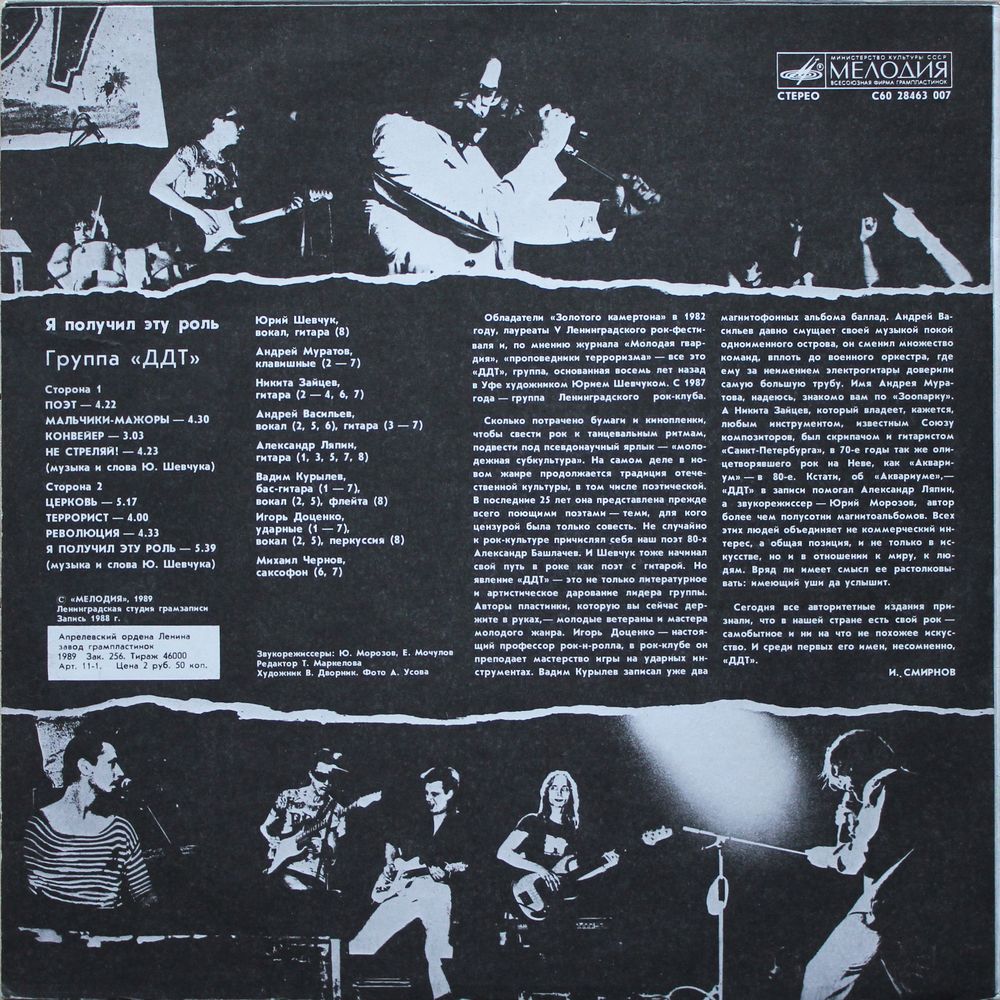 МИНИСТЕРСТВО КУЛЬТУРЫ СССР
МЕЛОДИЯ
ВСЕСОЮЗНАЯ ФИРМА ГРАМПЛАСТИНОК
СТЕРЕО С60 28463 007
Я получил эту роль
Группа «ДДТ»
Сторона 1
ПОЭТ — 4.22
МАЛЬЧИКИ-МАЖОРЫ — 4.30
КОНВЕЙЕР — 3.03
НЕ СТРЕЛЯЙ! — 4.23
(музыка и слова Ю. Шевчука)
Сторона 2
ЦЕРКОВЬ — 5.17
ТЕРРОРИСТ — 4.00
РЕВОЛЮЦИЯ — 4.33
Я ПОЛУЧИЛ ЭТУ РОЛЬ — 5.39
(музыка и слова Ю. Шевчука)
© «МЕЛОДИЯ», 1989
Ленинградская студия грамзаписи
Запись 1988 г.
Апрелевский ордена Ленина
завод грампластинок
1989 Зак. 256. Тираж 46000
Арт. 11-1. Цена 2 руб. 50 коп.
Юрий Шевчук,
вокал, гитара (8)
Андрей Муратов,
клавишные (2 — 7)
Никита Зайцев,
гитара (2 — 4, 6, 7)
Андрей Васильев,
вокал (2, 5, 6), гитара (3 — 7)
Александр Ляпин,
гитара (1, 3, 5, 7, 8)
Вадим Курылев,
бас-гитара (1 — 7),
вокал (2, 5), флейта (8)
Игорь Доценко,
ударные (1 — 7),
вокал (2, 5), перкуссия (8)
Михаил Чернов,
саксофон (6, 7)
Звукорежиссеры: Ю. Морозов, Е. Мочулов
Редактор Т. Маркелова
Художник В. Дворник. Фото А. Усова
Обладатели «Золотого камертона» в 1982
году, лауреаты V Ленинградского рок-фести-
валя и, по мнению журнала «Молодая гвар-
дия», «проповедники терроризма» — все это
«ДДТ», группа, основанная восемь лет назад
в Уфе художником Юрием Шевчуком. С 1987
года — группа Ленинградского рок-клуба.
Сколько потрачено бумаги и кинопленки,
чтобы свести рок к танцевальным ритмам,
подвести под псевдонаучный ярлык — «моло-
дежная субкультура». На самом деле в но-
вом жанре продолжается традиция отече-
ственной культуры, в том числе поэтической.
В последние 25 лет она представлена прежде
всего поющими поэтами — теми, для кого
цензурой была только совесть. Не случайно
к рок-культуре причислял себя наш поэт 80-х
Александр Башлачев. И Шевчук тоже начинал
свой путь в роке как поэт с гитарой. Но
явление «ДДТ» — это не только литературное
и артистическое дарование лидера группы.
Авторы пластинки, которую вы сейчас дер-
жите в руках,— молодые ветераны и мастера
молодого жанра. Игорь Доценко — настоя-
щий профессор рок-н-ролла, в рок-клубе он
преподает мастерство игры на ударных ин-
струментах. Вадим Курылев записал уже два
магнитофонных альбома баллад. Андрей Ва-
сильев давно смущает своей музыкой покой
одноименного острова, он сменил множество
команд, вплоть до военного оркестра, где
ему за неимением электрогитары доверили
самую большую трубу. Имя Андрея Мура-
това, надеюсь, знакомо вам по «Зоопарку».
А Никита Зайцев, который владеет, кажется,
любым инструментом, известным Союзу
композиторов, был скрипачом и гитаристом
«Санкт-Петербурга», в 70-е годы так же оли-
цетворявшего рок на Неве, как «Аквари-
ум» — в 80-е. Кстати, об «Аквариуме»,—
«ДДТ» в записи помогал Александр Ляпин,
а звукорежиссер — Юрий Морозов, автор
более чем полусотни магнитоальбомов. Всех
этих людей объединяет не коммерческий ин-
терес, а общая позиция, и не только в ис-
кусстве, но и в отношении к миру, к лю-
дям. Вряд ли имеет смысл ее растолковы-
вать: имеющий уши да услышит.
Сегодня все авторитетные издания приз-
нали, что в нашей стране есть свой рок —
самобытное и ни на что не похожее искус-
ство. И среди первых его имен, несомненно,
«ДДТ».
И. СМИРНОВ